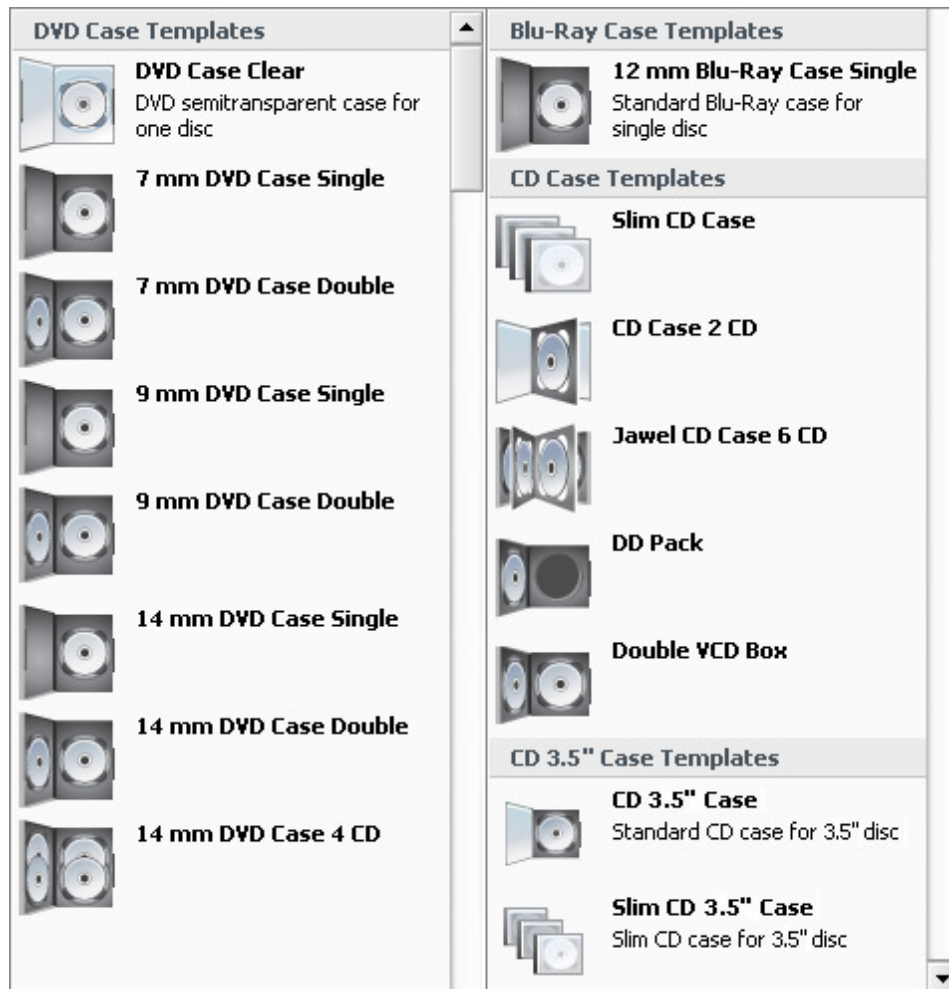 DVD Case Templates
DVD Case Clear
DVD semitransparent case for
one disc
7 mm DVD Case Single
7 mm DVD Case Double
9 mm DVD Case Single
9 mm DVD Case Double
14 mm DVD Case Single
14 mm DVD Case Double
14 mm DVD Case 4 CD
Blu-Ray Case Templates
12 mm Blu-Ray Case Single
Standard Blu-Ray case for
single disc
CD Case Templates
Slim CD Case
CD Case 2 CD
Jawel CD Case 6 CD
DD Pack
Double VCD Box
CD 3.5" Case Templates
CD 3.5" Case
Standard CD case for 3.5" disc
Slim CD 3.5" Case
Slim CD case for 3.5" disc